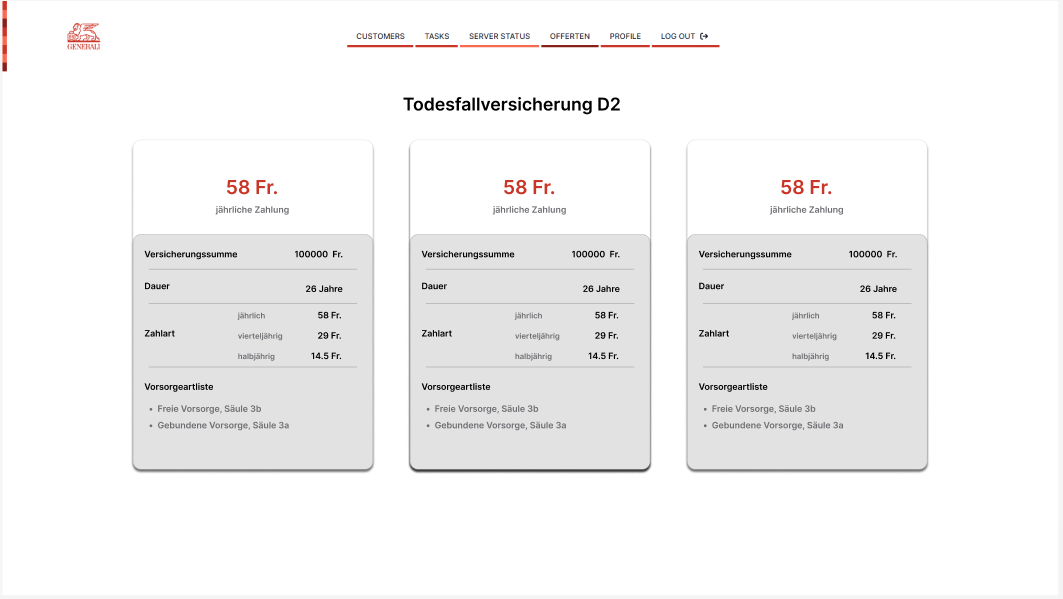 GENERALI
CUSTOMERS TASKS SERVER STATUS OFFERTEN PROFILE LOG OUT
Todesfallversicherung D2
58 Fr.
jährliche Zahlung
Versicherungssumme 100000 Fr.
Dauer 26 Jahre
Zahlart
jährlich 58 Fr.
vierteljährig 29 Fr.
halbjährig 14.5 Fr.
Vorsorgeartliste
• Freie Vorsorge, Säule 3b
• Gebundene Vorsorge, Säule 3a
58 Fr.
jährliche Zahlung
Versicherungssumme 100000 Fr.
Dauer 26 Jahre
Zahlart
jährlich 58 Fr.
vierteljährig 29 Fr.
halbjährig 14.5 Fr.
Vorsorgeartliste
• Freie Vorsorge, Säule 3b
• Gebundene Vorsorge, Säule 3a
58 Fr.
jährliche Zahlung
Versicherungssumme 100000 Fr.
Dauer 26 Jahre
Zahlart
jährlich 58 Fr.
vierteljährig 29 Fr.
halbjährig 14.5 Fr.
Vorsorgeartliste
• Freie Vorsorge, Säule 3b
• Gebundene Vorsorge, Säule 3a